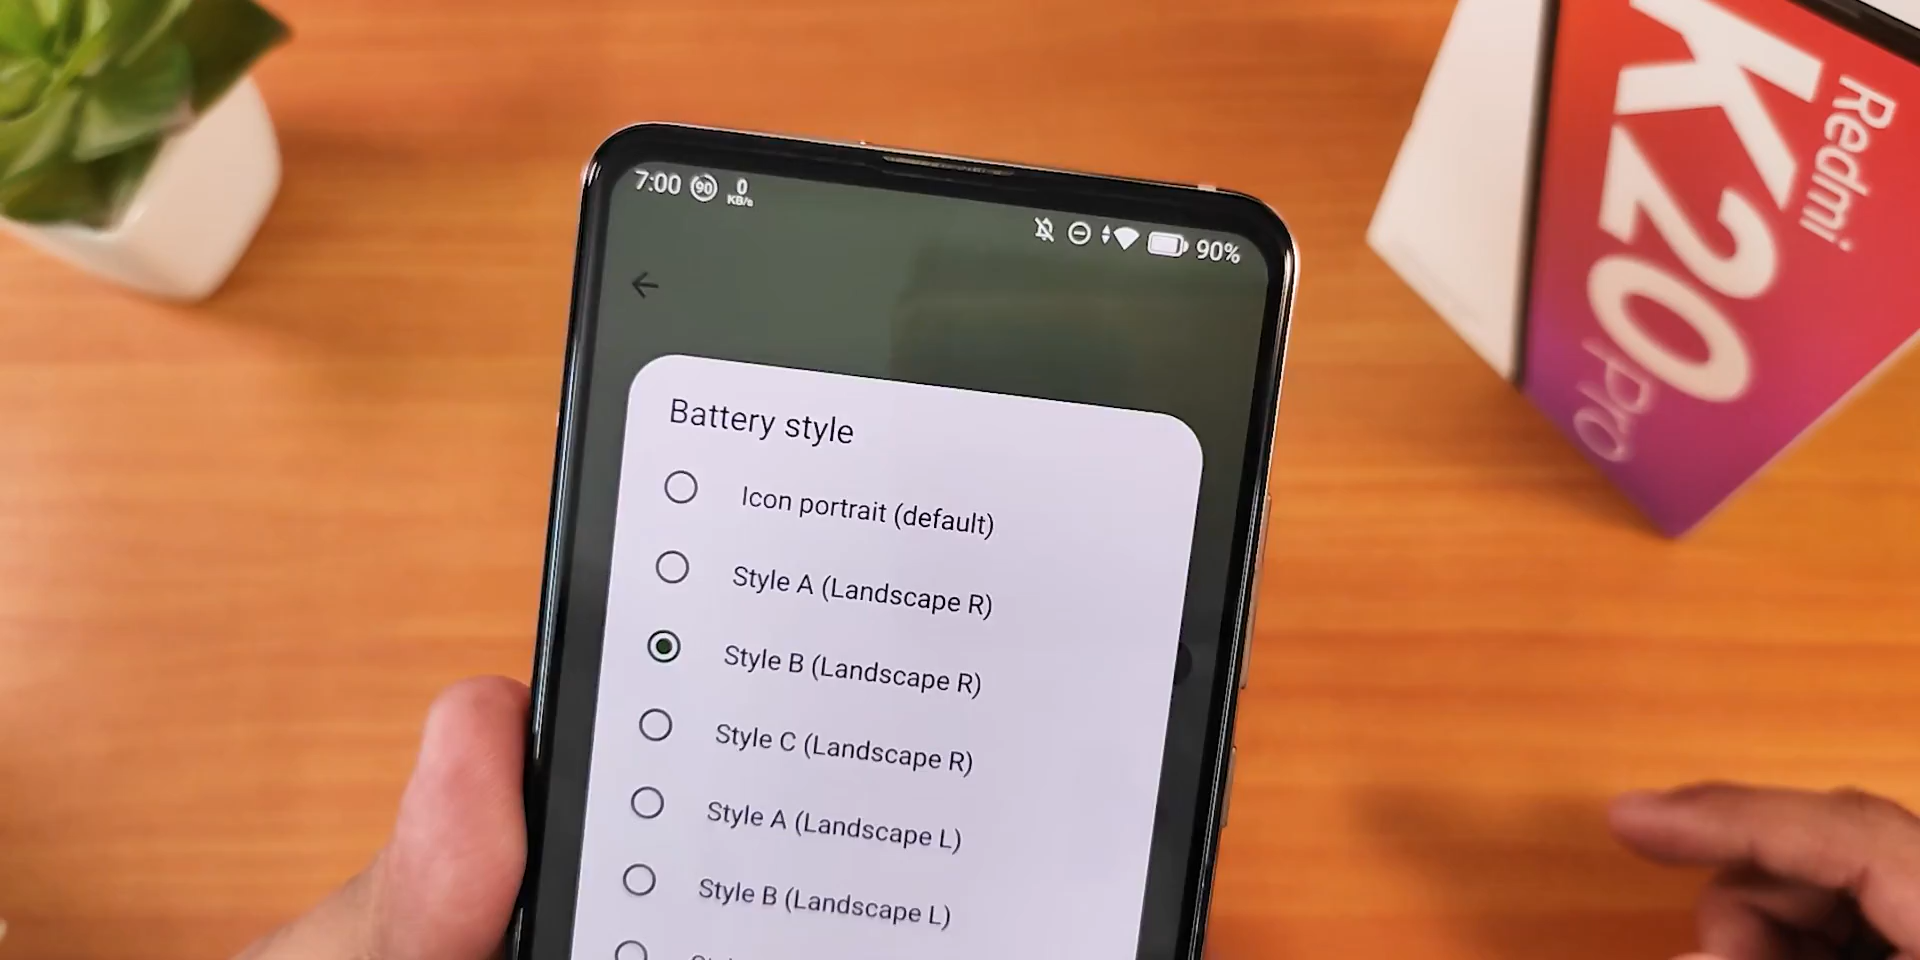 7:00 90 0 KB/s
90%
Battery style
Icon portrait (default)
Style A (Landscape R)
Style B (Landscape R)
Style C (Landscape R)
Style A (Landscape L)
Style B (Landscape L)
Redmi
K20
Pro